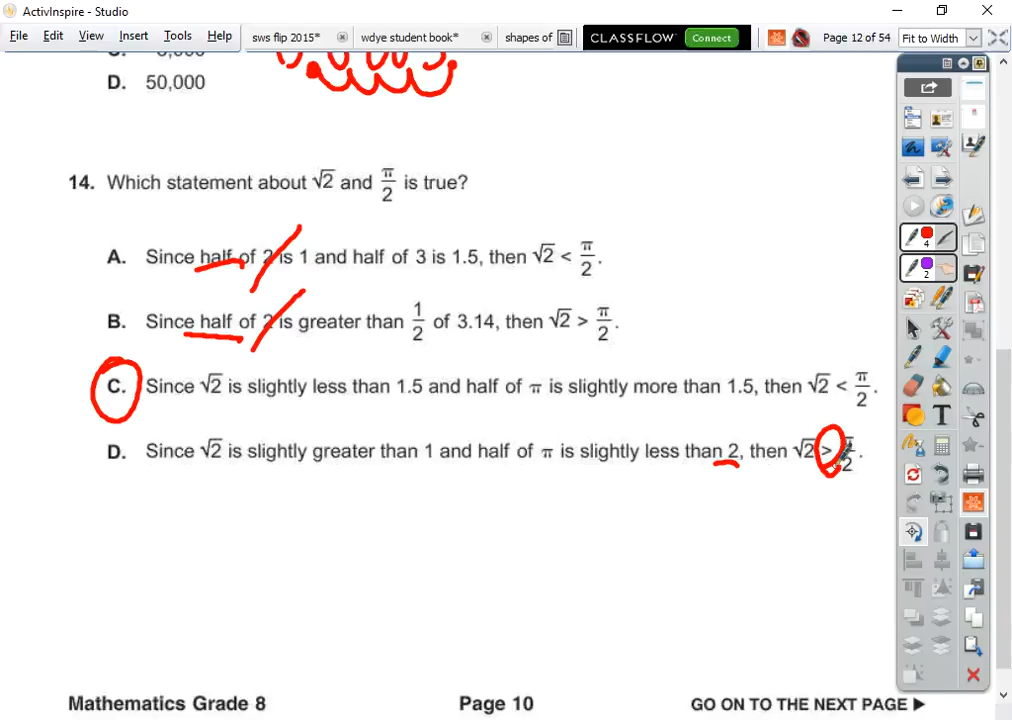 ActivInspire - Studio
File Edit View Insert Tools Help sws flip 2015* wdye student book* shapes of CLASSFLOW Connect Page 12 of 54 Fit to Width
D. 50,000
14. Which statement about √2 and π/2 is true?
A. Since half of 2 is 1 and half of 3 is 1.5, then √2 < π/2.
B. Since half of 2 is greater than 1/2 of 3.14, then √2 > π/2.
C. Since √2 is slightly less than 1.5 and half of π is slightly more than 1.5, then √2 < π/2.
D. Since √2 is slightly greater than 1 and half of π is slightly less than 2, then √2 > π/2.
4
2
T
Mathematics Grade 8 Page 10 GO ON TO THE NEXT PAGE ▶